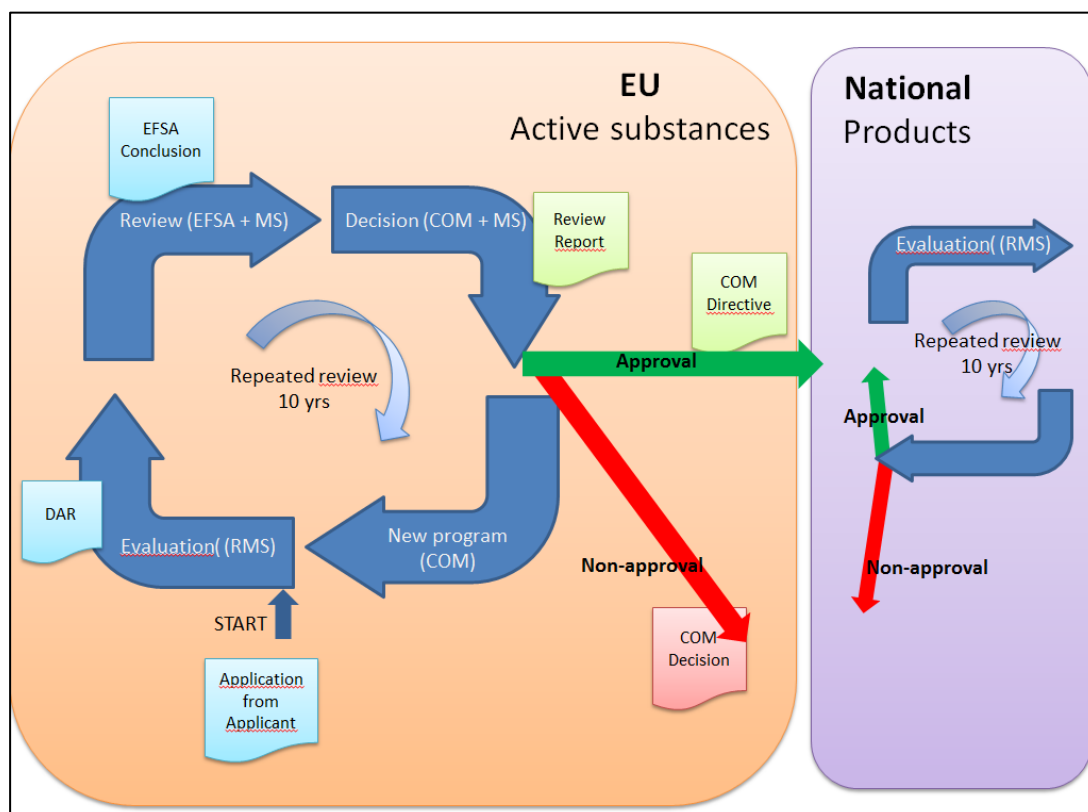 EU
Active substances
EFSA
Conclusion
Review (EFSA + MS)
Decision (COM + MS)
Review
Report
COM
Directive
Approval
Repeated review
10 yrs
DAR
Evaluation( (RMS)
New program
(COM)
Non-approval
START
Application
from
Applicant
COM
Decision
National
Products
Evaluation( (RMS)
Repeated review
10 yrs
Approval
Non-approval